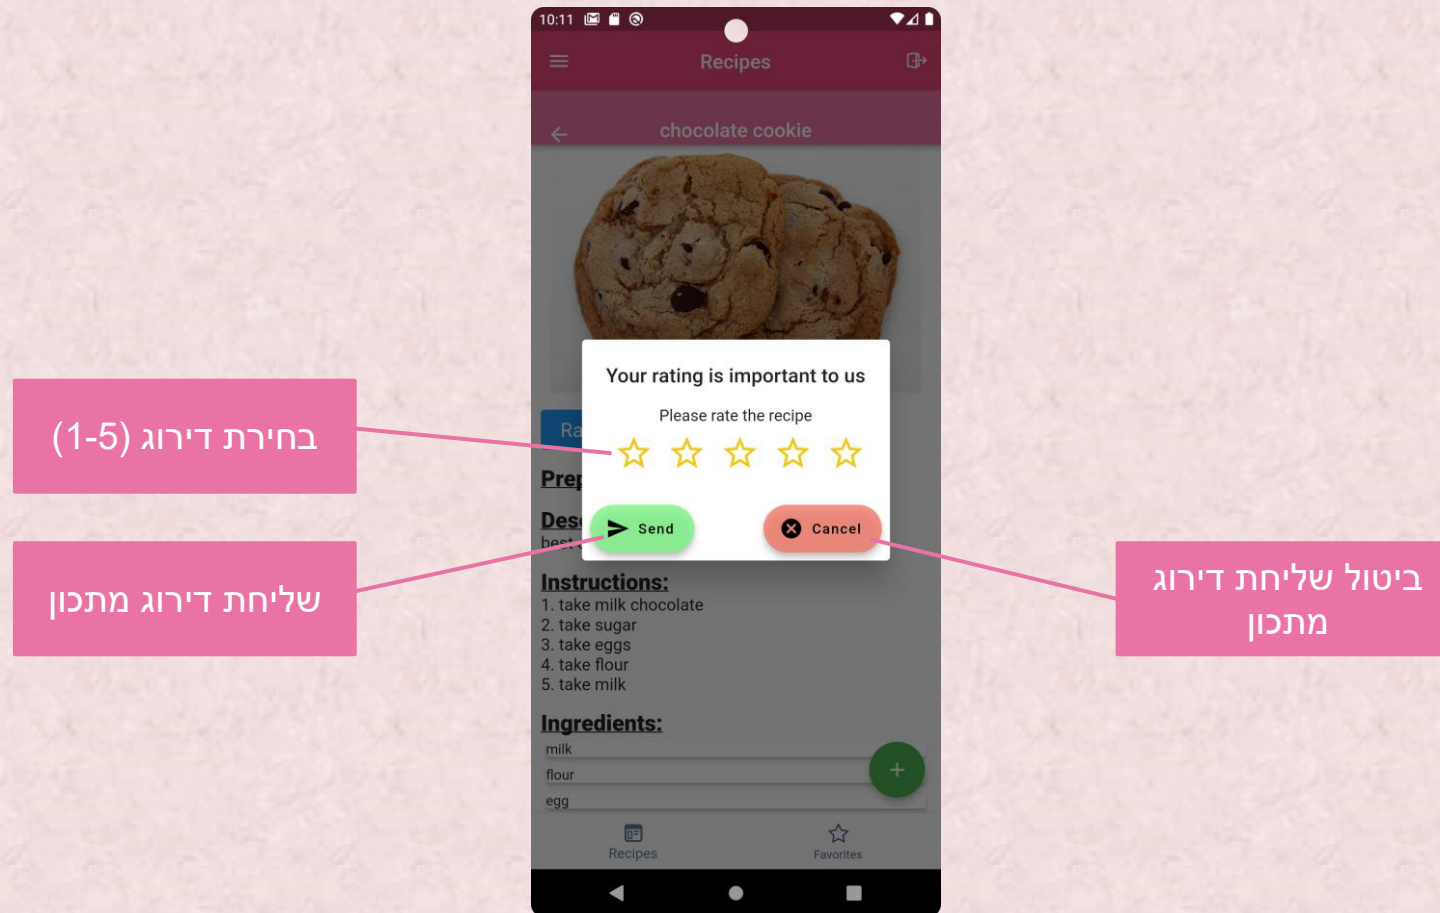 10:11
Recipes
chocolate cookie
Your rating is important to us
Please rate the recipe
Send
Cancel
Instructions:
1. take milk chocolate
2. take sugar
3. take eggs
4. take flour
5. take milk
Ingredients:
milk
flour
egg
Recipes
Favorites
בחירת דירוג (1-5)
שליחת דירוג מתכון
ביטול שליחת דירוג
מתכון